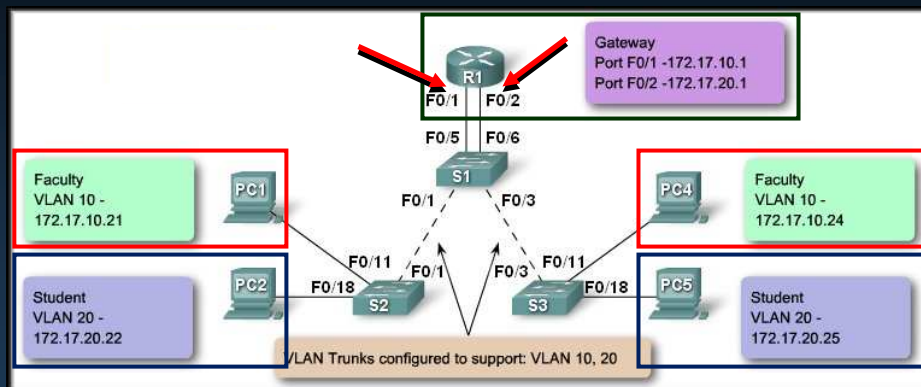 Gateway
Port F0/1 -172.17.10.1
Port F0/2 -172.17.20.1
R1
F0/1
F0/2
F0/5
F0/6
S1
Faculty
VLAN 10 -
172.17.10.21
PC1
F0/1
F0/3
PC4
Faculty
VLAN 10 -
172.17.10.24
F0/11
F0/1
F0/3
F0/11
Student
VLAN 20 -
172.17.20.22
PC2
F0/18
S2
S3
F0/18
PC5
Student
VLAN 20 -
172.17.20.25
VLAN Trunks configured to support: VLAN 10, 20